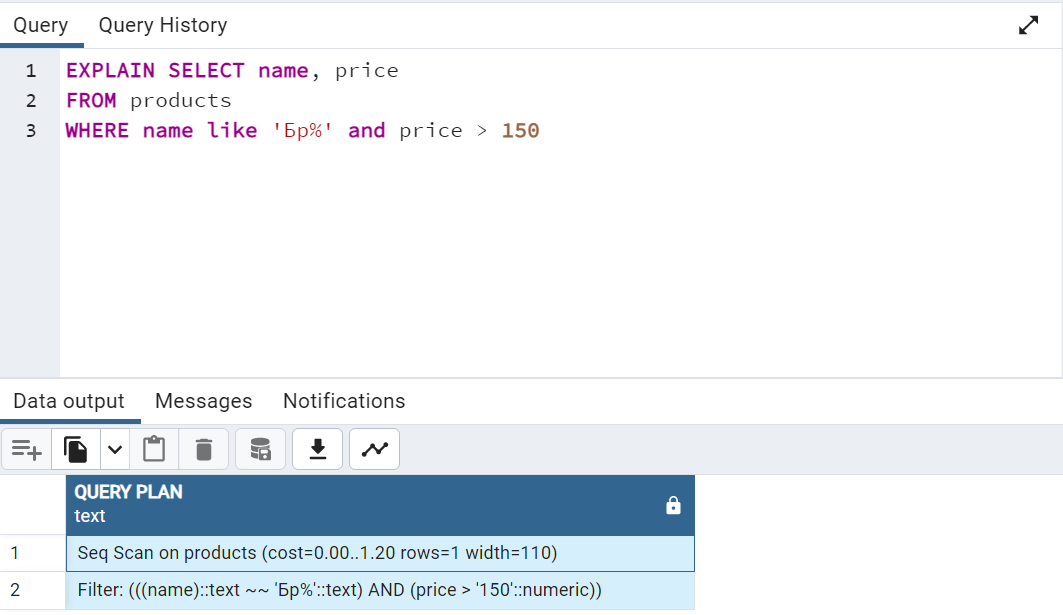 Query Query History
1 EXPLAIN SELECT name, price
2 FROM products
3 WHERE name like 'Бр%' and price > 150
Data output Messages Notifications
QUERY PLAN
text
1 Seq Scan on products (cost=0.00..1.20 rows=1 width=110)
2 Filter: (((name)::text ~~ 'Бр%'::text) AND (price > '150'::numeric))